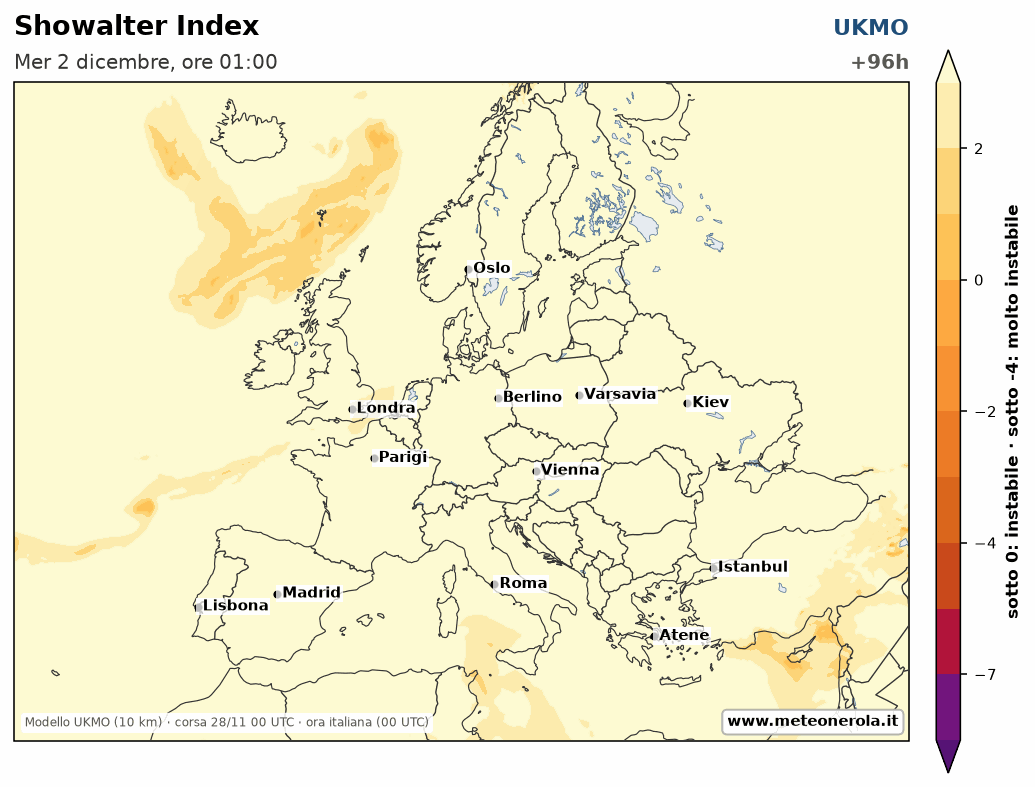 Showalter Index
UKMO
Mer 2 dicembre, ore 01:00
+96h
Oslo
Londra
Berlino
Varsavia
Kiev
Parigi
Vienna
Istanbul
Roma
Madrid
Lisbona
Atene
2
0
−2
−4
−7
sotto 0: instabile · sotto -4: molto instabile
Modello UKMO (10 km) · corsa 28/11 00 UTC · ora italiana (00 UTC)
www.meteonerola.it